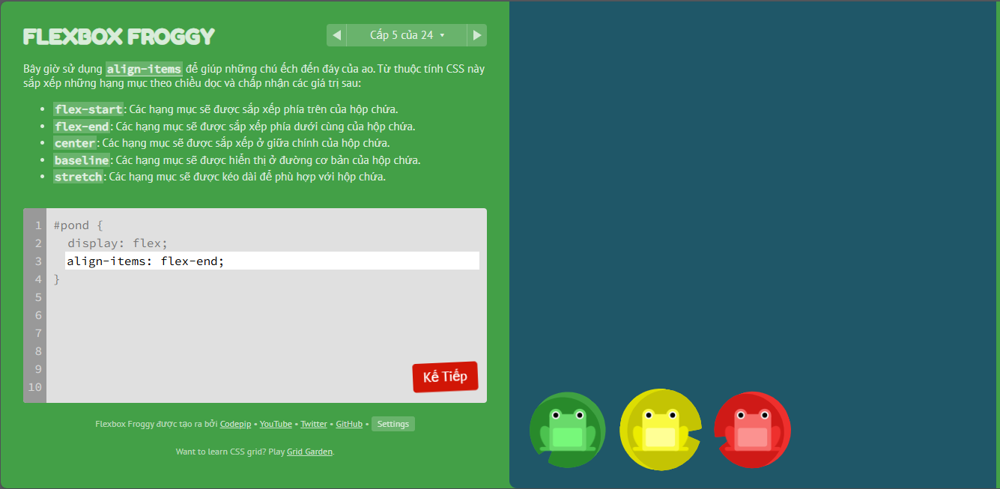 FLEXBOX FROGGY
Cấp 5 của 24
Bây giờ sử dụng align-items để giúp những chú ếch đến đáy của ao. Từ thuộc tính CSS này
sắp xếp những hạng mục theo chiều dọc và chấp nhận các giá trị sau:
flex-start: Các hạng mục sẽ được sắp xếp phía trên của hộp chứa.
flex-end: Các hạng mục sẽ được sắp xếp phía dưới cùng của hộp chứa.
center: Các hạng mục sẽ được sắp xếp ở giữa chính của hộp chứa.
baseline: Các hạng mục sẽ được hiển thị ở đường cơ bản của hộp chứa.
stretch: Các hạng mục sẽ được kéo dài để phù hợp với hộp chứa.
1 #pond {
2 display: flex;
3 align-items: flex-end;
4 }
5
6
7
8
9
10
Kế Tiếp
Flexbox Froggy được tạo ra bởi Codepip • YouTube • Twitter • GitHub • Settings
Want to learn CSS grid? Play Grid Garden.